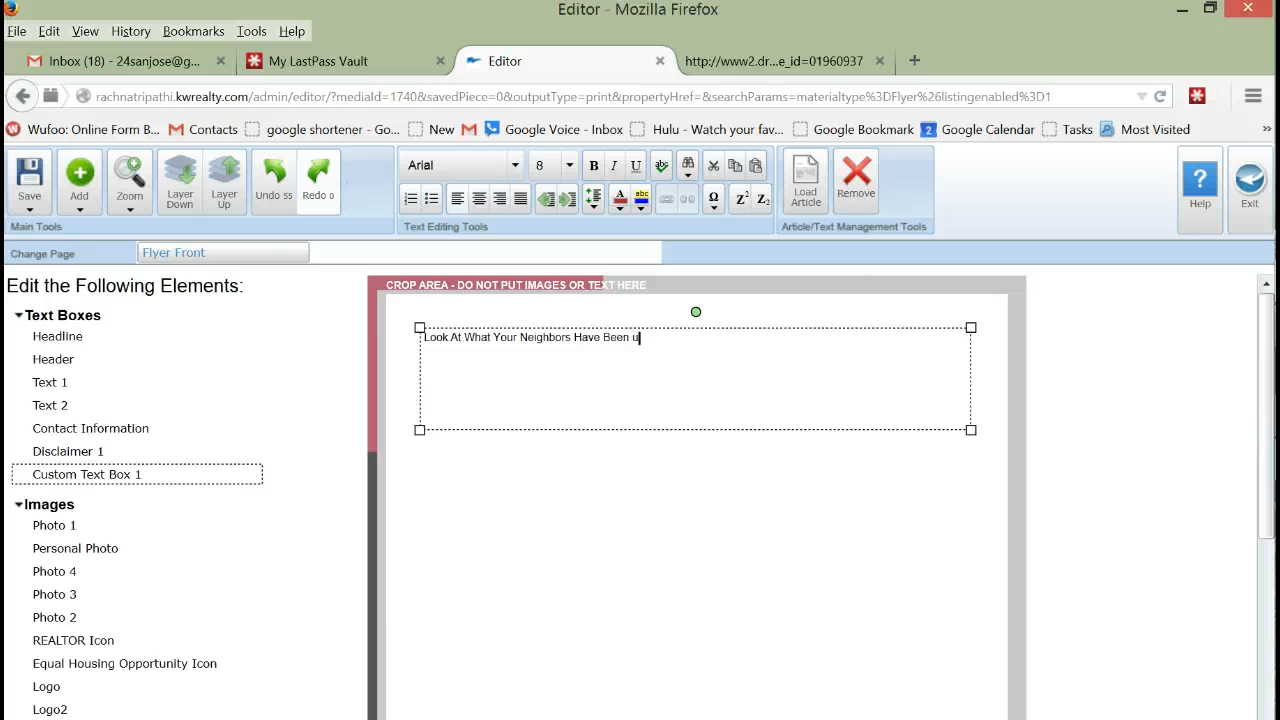 Editor - Mozilla Firefox
File Edit View History Bookmarks Tools Help
Inbox (18) - 24sanjose@g... × My LastPass Vault × Editor × http://www2.dr...e_id=01960937 × +
rachnatripathi.kwrealty.com/admin/editor/?mediaId=1740&savedPiece=0&outputType=print&propertyHref=&searchParams=materialtype%3DFlyer%26listingenabled%3D1
Wufoo: Online Form B... Contacts google shortener - Go... New Google Voice - Inbox Hulu - Watch your fav... Google Bookmark 2 Google Calendar Tasks Most Visited »
Arial 8 B I U abc
Save Add Zoom Layer Down Layer Up Undo 55 Redo 0 Load Article Remove Help Exit
A abc Ω Z² Z₂
Main Tools Text Editing Tools Article/Text Management Tools
Change Page Flyer Front
Edit the Following Elements:
CROP AREA - DO NOT PUT IMAGES OR TEXT HERE
Text Boxes
Headline
Look At What Your Neighbors Have Been u
Header
Text 1
Text 2
Contact Information
Disclaimer 1
Custom Text Box 1
Images
Photo 1
Personal Photo
Photo 4
Photo 3
Photo 2
REALTOR Icon
Equal Housing Opportunity Icon
Logo
Logo2